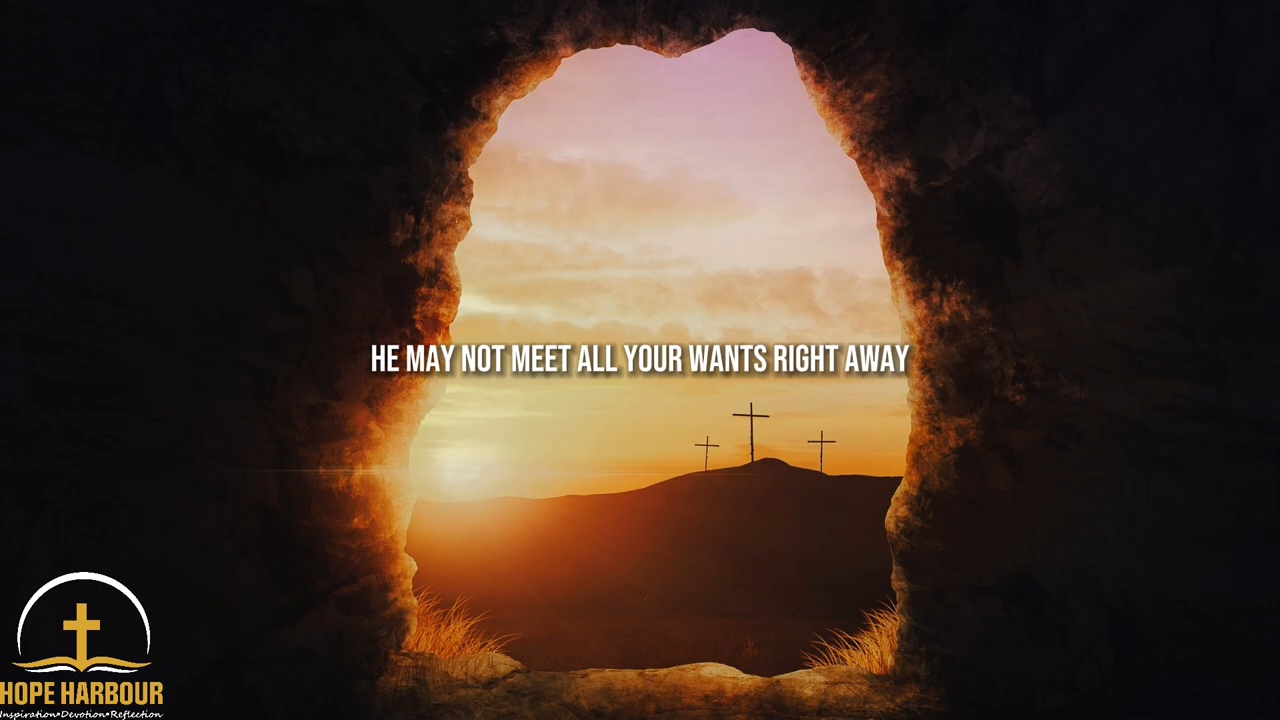 HE MAY NOT MEET ALL YOUR WANTS RIGHT AWAY
HOPE HARBOUR
Inspiration•Devotion•Reflection